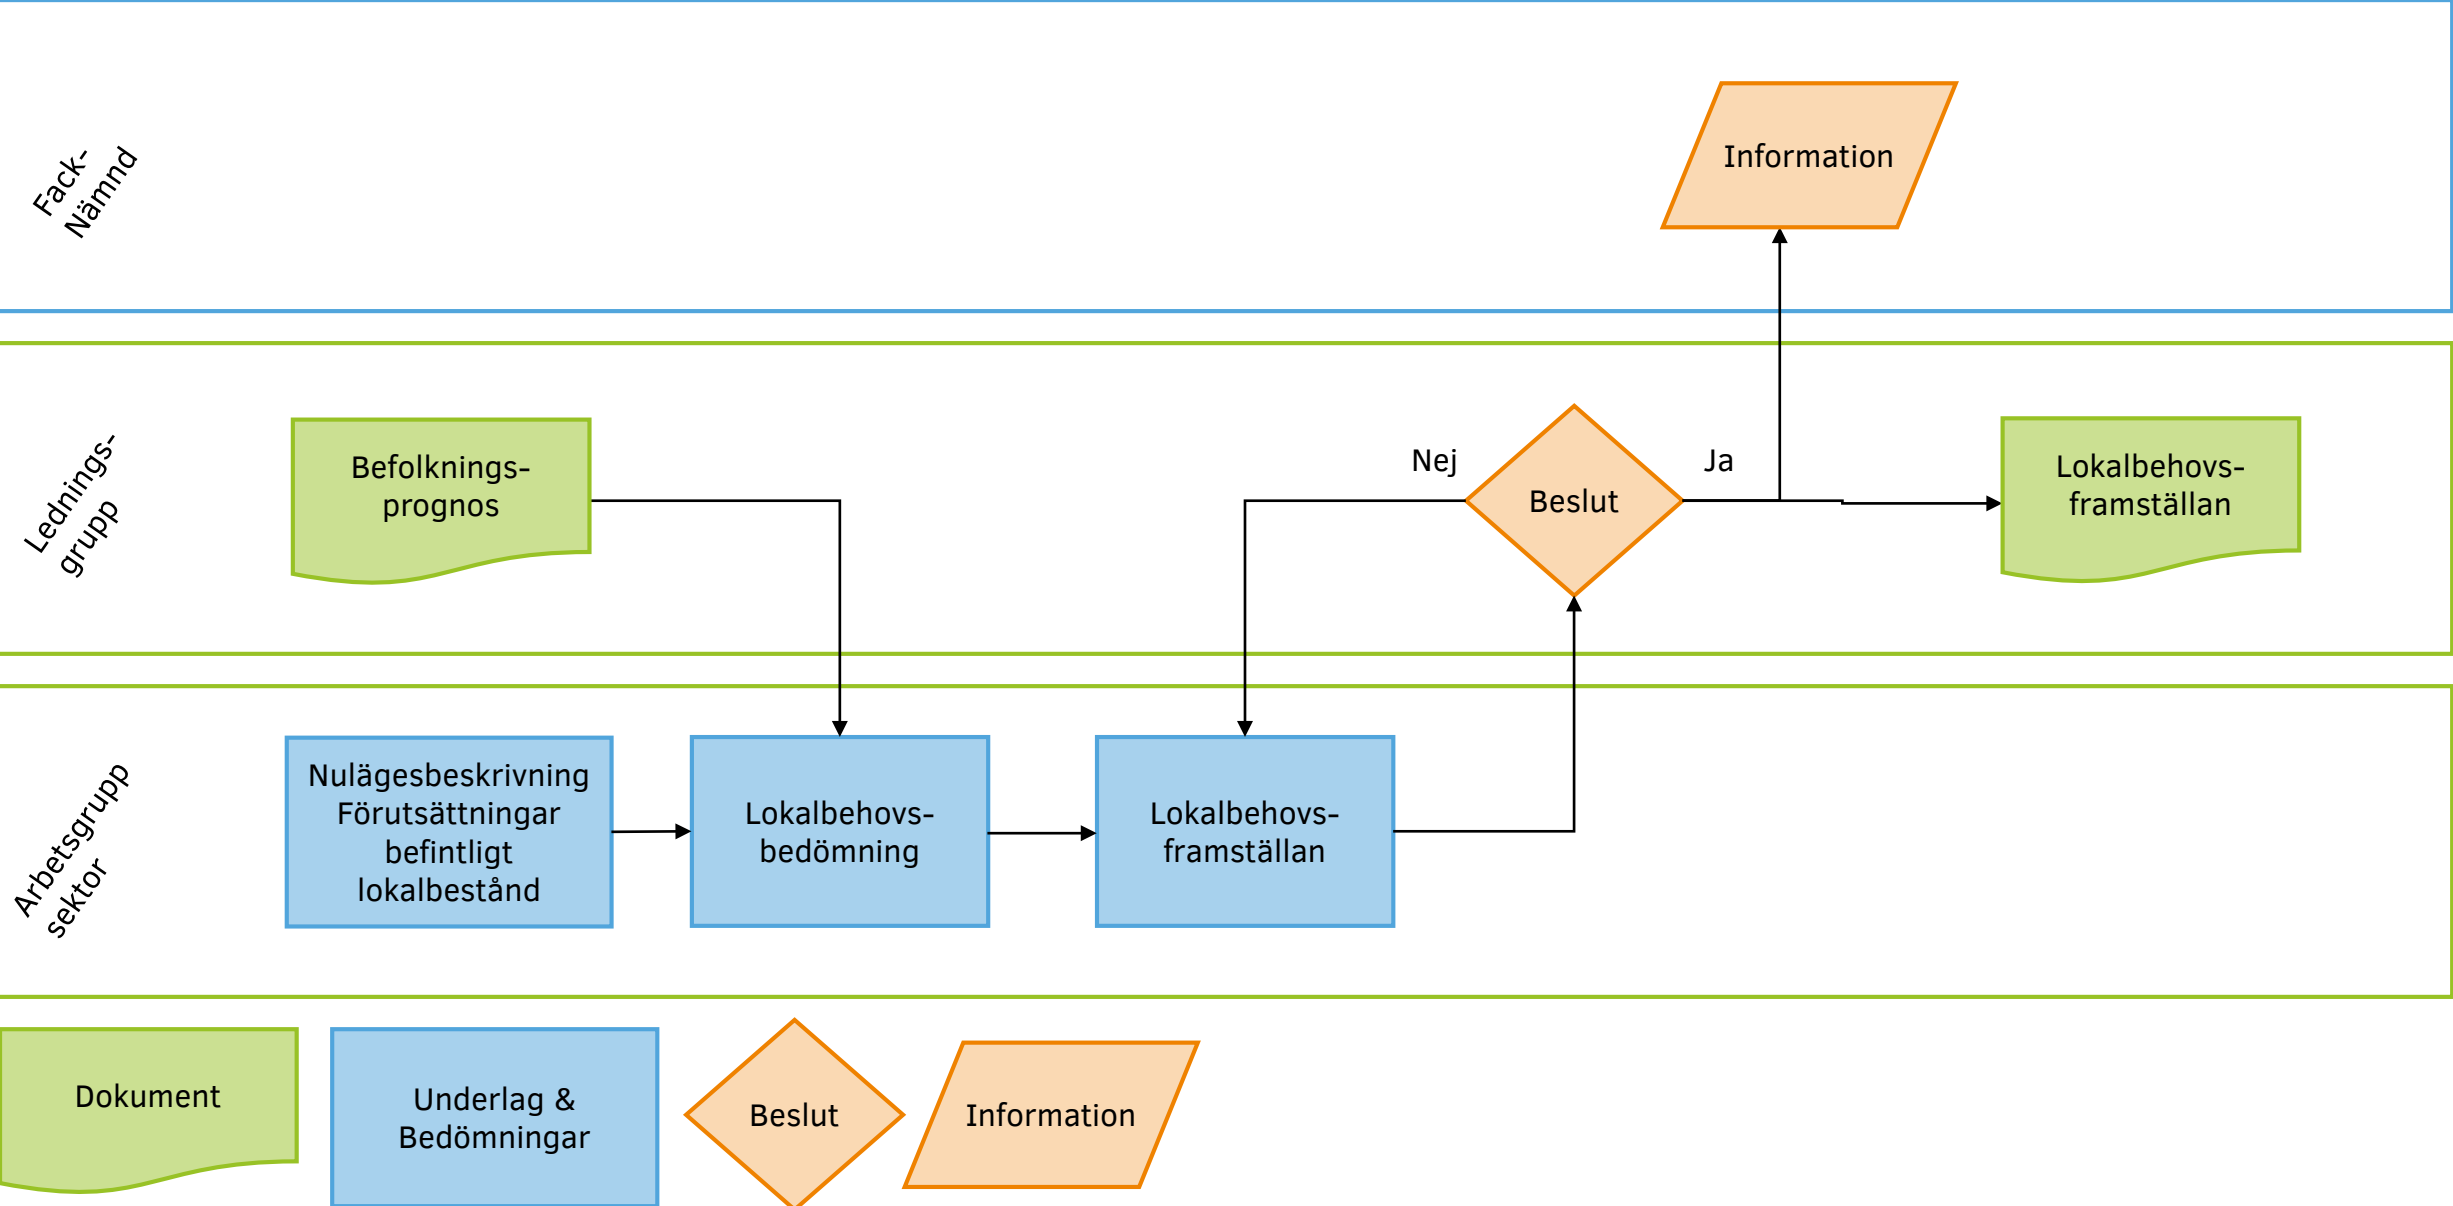 Fack-
Nämnd
Information
Lednings-
grupp
Befolknings-
prognos
Nej
Beslut
Ja
Lokalbehovs-
framställan
Arbetsgrupp
sektor
Nulägesbeskrivning
Förutsättningar
befintligt
lokalbestånd
Lokalbehovs-
bedömning
Lokalbehovs-
framställan
Dokument
Underlag &
Bedömningar
Beslut
Information